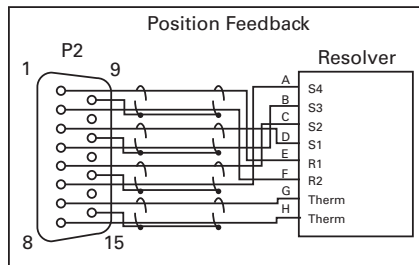 Position Feedback
P2
Resolver
1
9
8
15
A
S4
B
S3
C
S2
D
S1
E
R1
F
R2
G
Therm
H
Therm